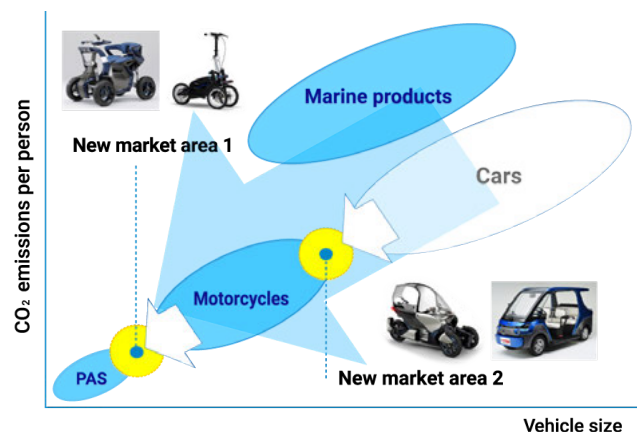 Marine products
New market area 1
Cars
CO₂ emissions per person
Motorcycles
PAS
New market area 2
Vehicle size